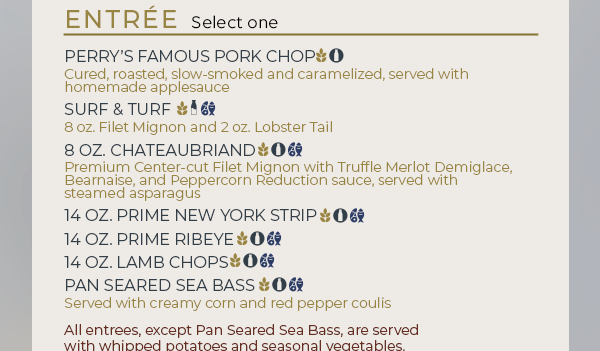 ENTRÉE Select one
PERRY'S FAMOUS PORK CHOP
Cured, roasted, slow-smoked and caramelized, served with
homemade applesauce
SURF & TURF
8 oz. Filet Mignon and 2 oz. Lobster Tail
8 OZ. CHATEAUBRIAND
Premium Center-cut Filet Mignon with Truffle Merlot Demiglace,
Bearnaise, and Peppercorn Reduction sauce, served with
steamed asparagus
14 OZ. PRIME NEW YORK STRIP
14 OZ. PRIME RIBEYE
14 OZ. LAMB CHOPS
PAN SEARED SEA BASS
Served with creamy corn and red pepper coulis
All entrees, except Pan Seared Sea Bass, are served
with whipped potatoes and seasonal vegetables.